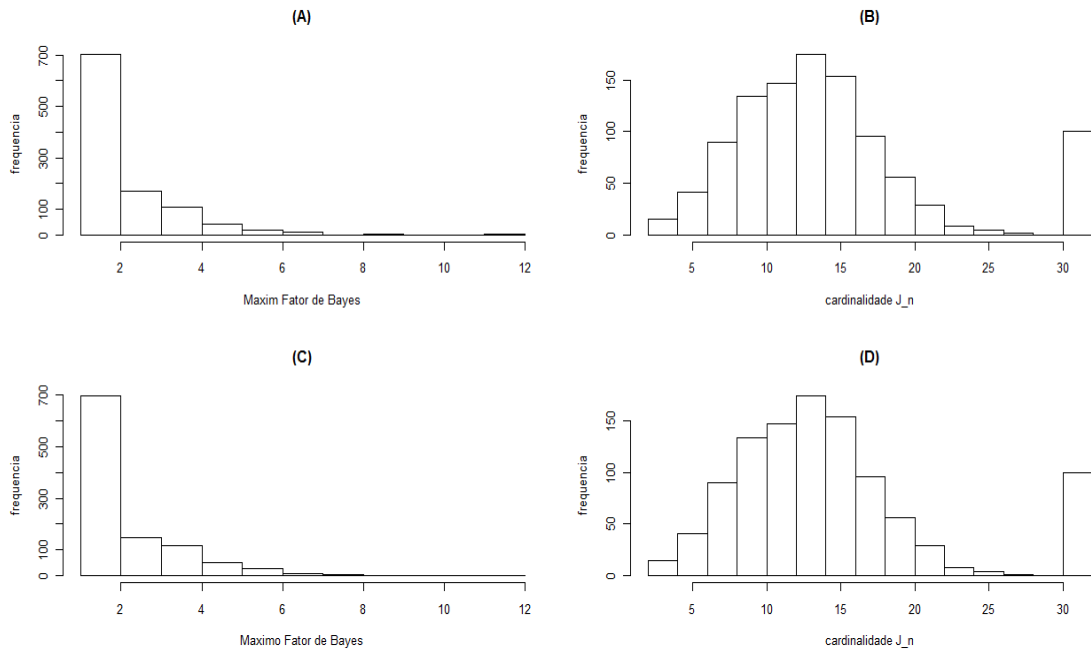 (A)
frequencia
0 100 300 500 700
2 4 6 8 10 12
Maxim Fator de Bayes
(B)
frequencia
0 50 100 150
5 10 15 20 25 30
cardinalidade J_n
(C)
frequencia
0 100 300 500 700
2 4 6 8 10 12
Maximo Fator de Bayes
(D)
frequencia
0 50 100 150
5 10 15 20 25 30
cardinalidade J_n